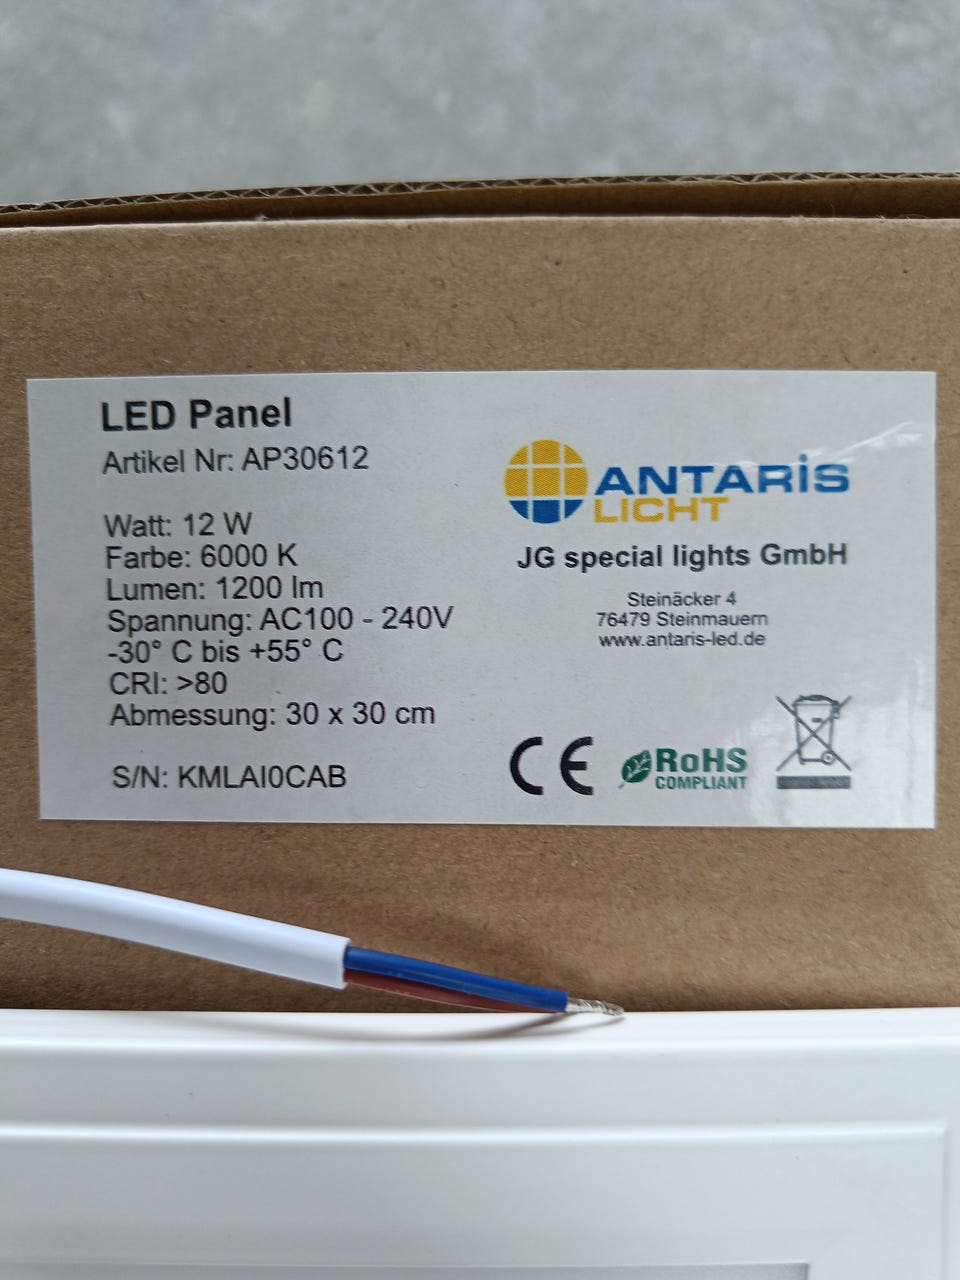 LED Panel
Artikel Nr: AP30612
Watt: 12 W
Farbe: 6000 K
Lumen: 1200 lm
Spannung: AC100 - 240V
-30° C bis +55° C
CRI: >80
Abmessung: 30 x 30 cm
S/N: KMLAI0CAB
ANTARIS
LICHT
JG special lights GmbH
Steinäcker 4
76479 Steinmauern
www.antaris-led.de
CE
RoHS
COMPLIANT